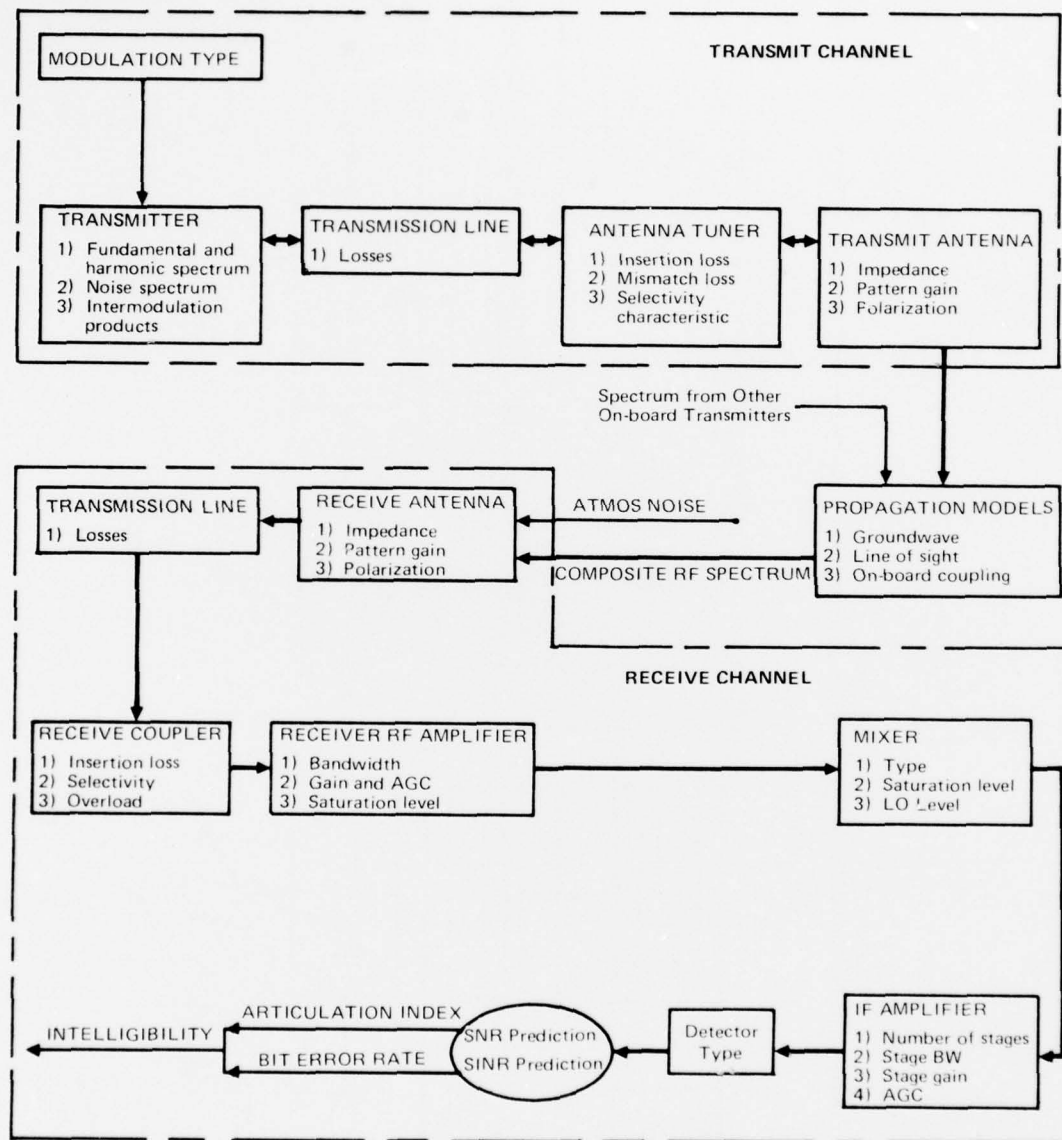 MODULATION TYPE
TRANSMIT CHANNEL
TRANSMITTER
1) Fundamental and
harmonic spectrum
2) Noise spectrum
3) Intermodulation
products
TRANSMISSION LINE
1) Losses
ANTENNA TUNER
1) Insertion loss
2) Mismatch loss
3) Selectivity
characteristic
TRANSMIT ANTENNA
1) Impedance
2) Pattern gain
3) Polarization
Spectrum from Other
On-board Transmitters
TRANSMISSION LINE
1) Losses
RECEIVE ANTENNA
1) Impedance
2) Pattern gain
3) Polarization
ATMOS NOISE
COMPOSITE RF SPECTRUM
PROPAGATION MODELS
1) Groundwave
2) Line of sight
3) On-board coupling
RECEIVE CHANNEL
RECEIVE COUPLER
1) Insertion loss
2) Selectivity
3) Overload
RECEIVER RF AMPLIFIER
1) Bandwidth
2) Gain and AGC
3) Saturation level
MIXER
1) Type
2) Saturation level
3) LO Level
INTELLIGIBILITY
ARTICULATION INDEX
BIT ERROR RATE
SNR Prediction
SINR Prediction
Detector
Type
IF AMPLIFIER
1) Number of stages
2) Stage BW
3) Stage gain
4) AGC